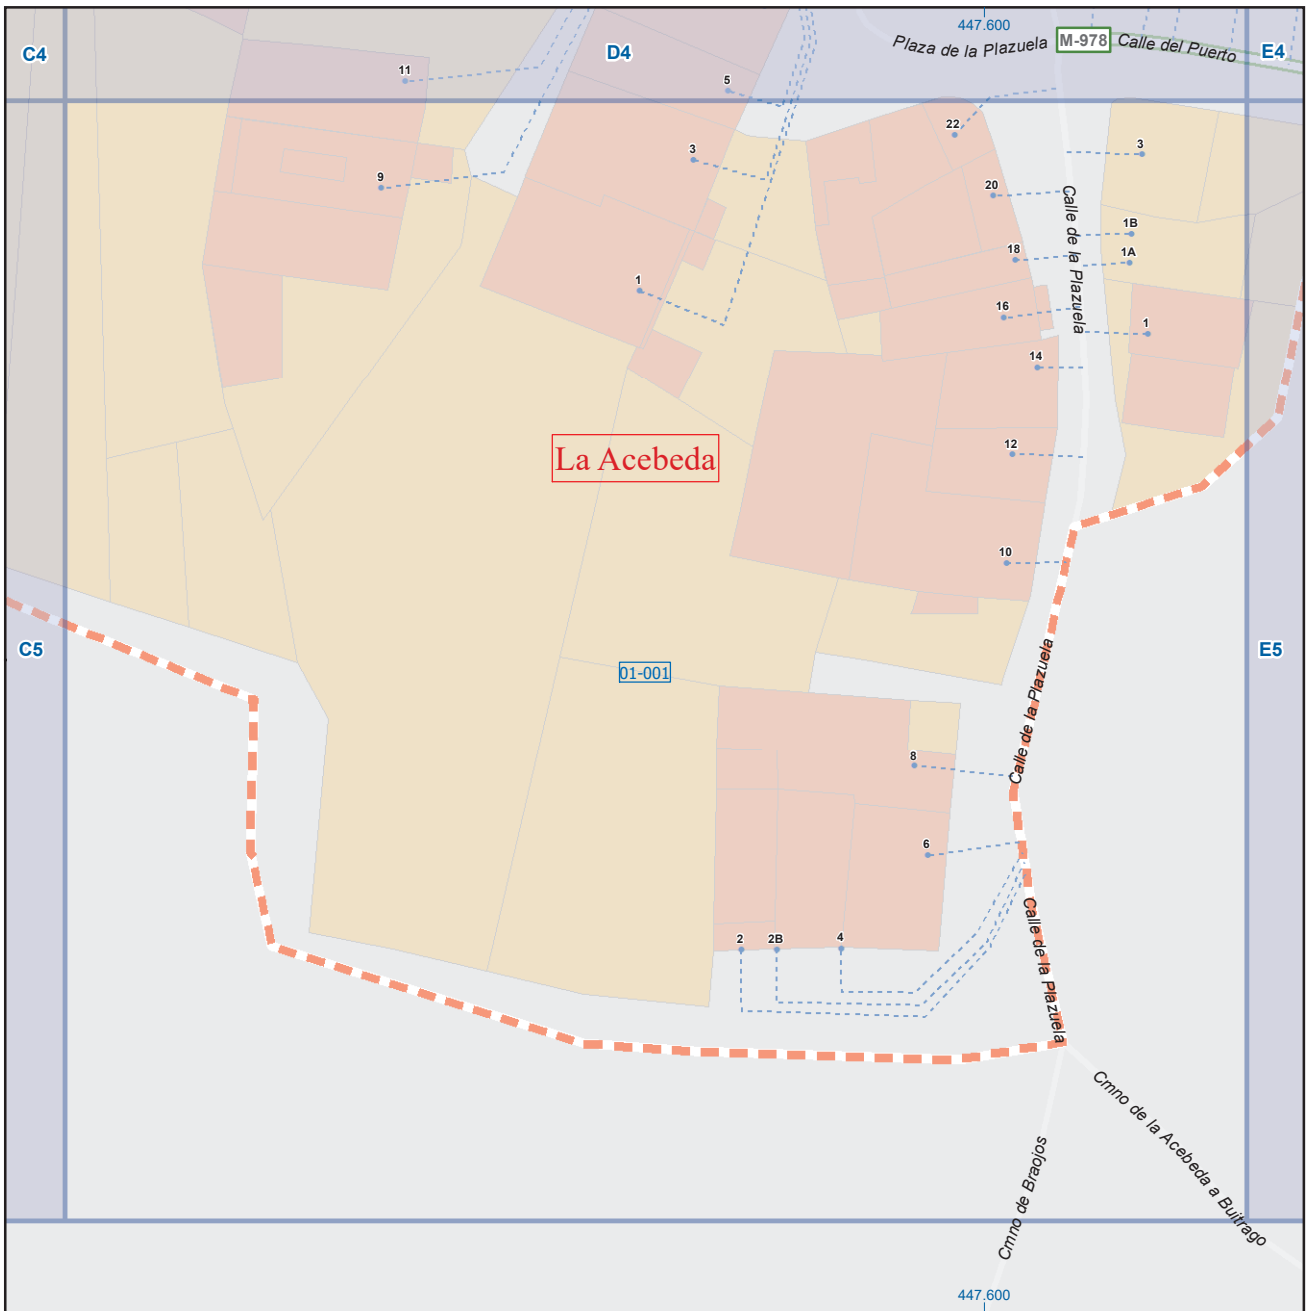 447.600
C4
D4
Plaza de la Plazuela
M-978
Calle del Puerto
E4
11
5
22
3
3
9
20
Calle de la Plazuela
1B
18
1A
1
16
1
14
12
La Acebeda
10
C5
E5
01-001
Calle de la Plazuela
8
6
Calle de la Plazuela
2
2B
4
Cmno de la Acebeda a Buitrago
Cmno de Braojos
447.600